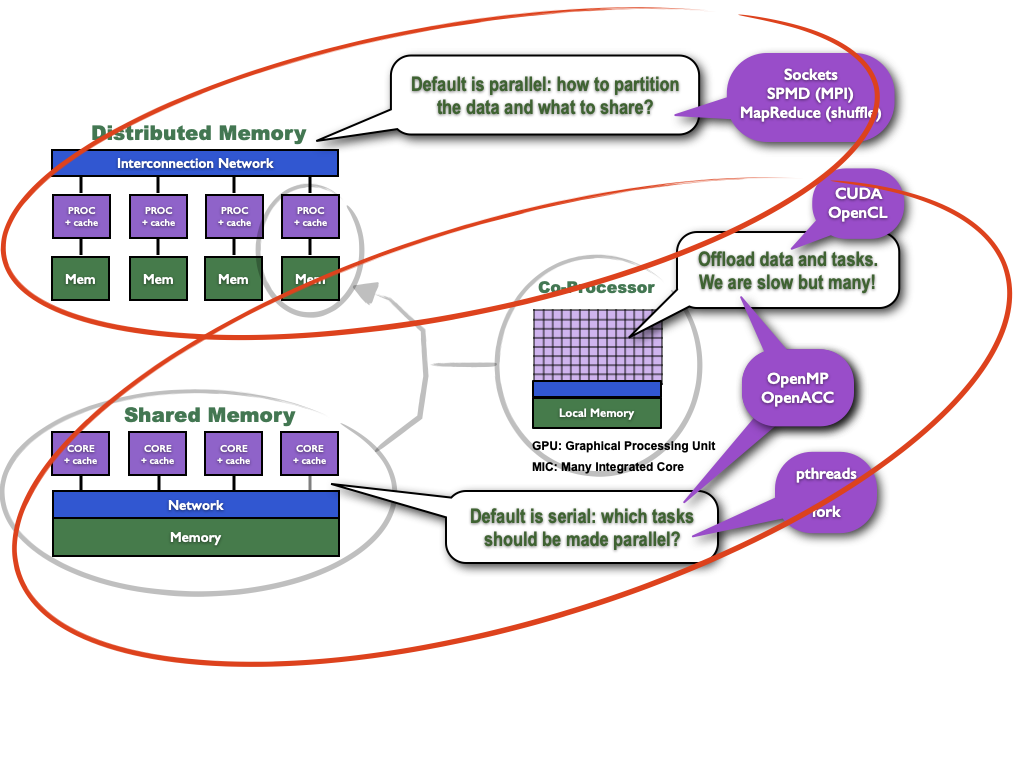 Default is parallel: how to partition
the data and what to share?
Sockets
SPMD (MPI)
MapReduce (shuffle)
Distributed Memory
Interconnection Network
PROC
+ cache
PROC
+ cache
PROC
+ cache
PROC
+ cache
Mem
Mem
Mem
Mem
CUDA
OpenCL
Offload data and tasks.
We are slow but many!
Co-Processor
Local Memory
GPU: Graphical Processing Unit
MIC: Many Integrated Core
OpenMP
OpenACC
Shared Memory
CORE
+ cache
CORE
+ cache
CORE
+ cache
CORE
+ cache
Network
Memory
Default is serial: which tasks
should be made parallel?
pthreads
fork